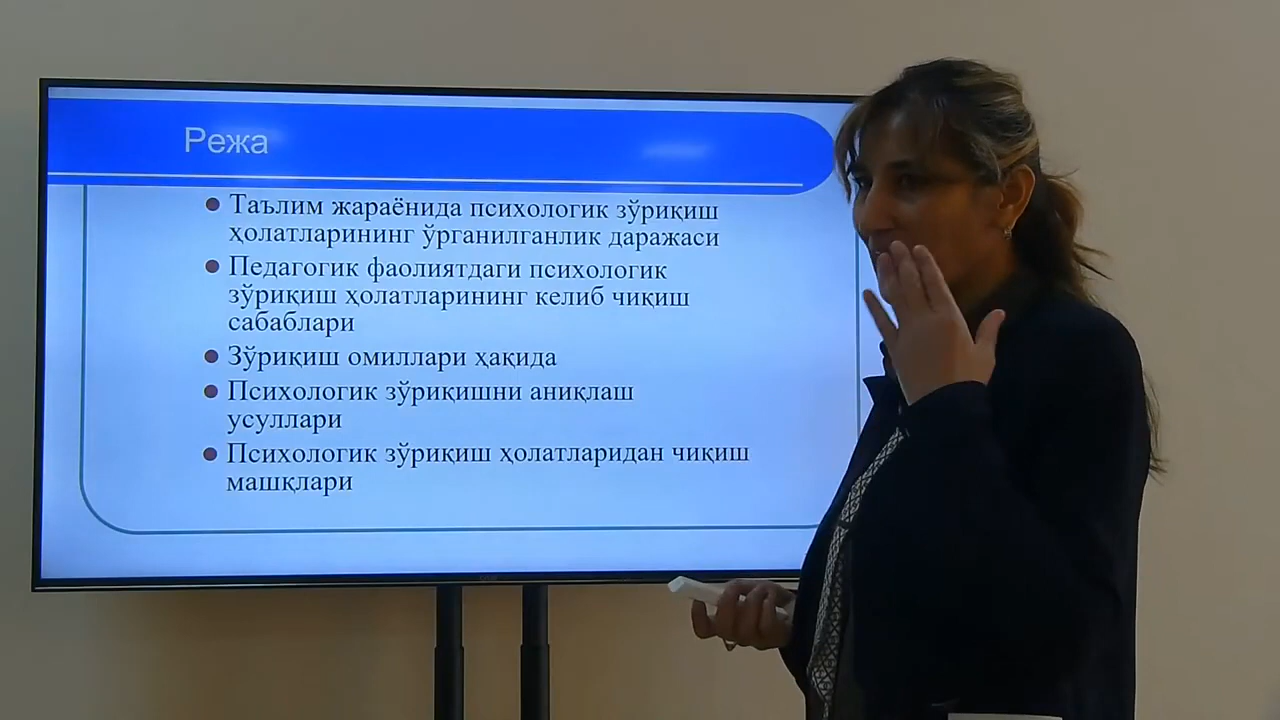 Режа
Таълим жараёнида психологик зўриқиш
ҳолатларининг ўрганилганлик даражаси
Педагогик фаолиятдаги психологик
зўриқиш ҳолатларининг келиб чиқиш
сабаблари
Зўриқиш омиллари ҳақида
Психологик зўриқишни аниқлаш
усуллари
Психологик зўриқиш ҳолатларидан чиқиш
машқлари